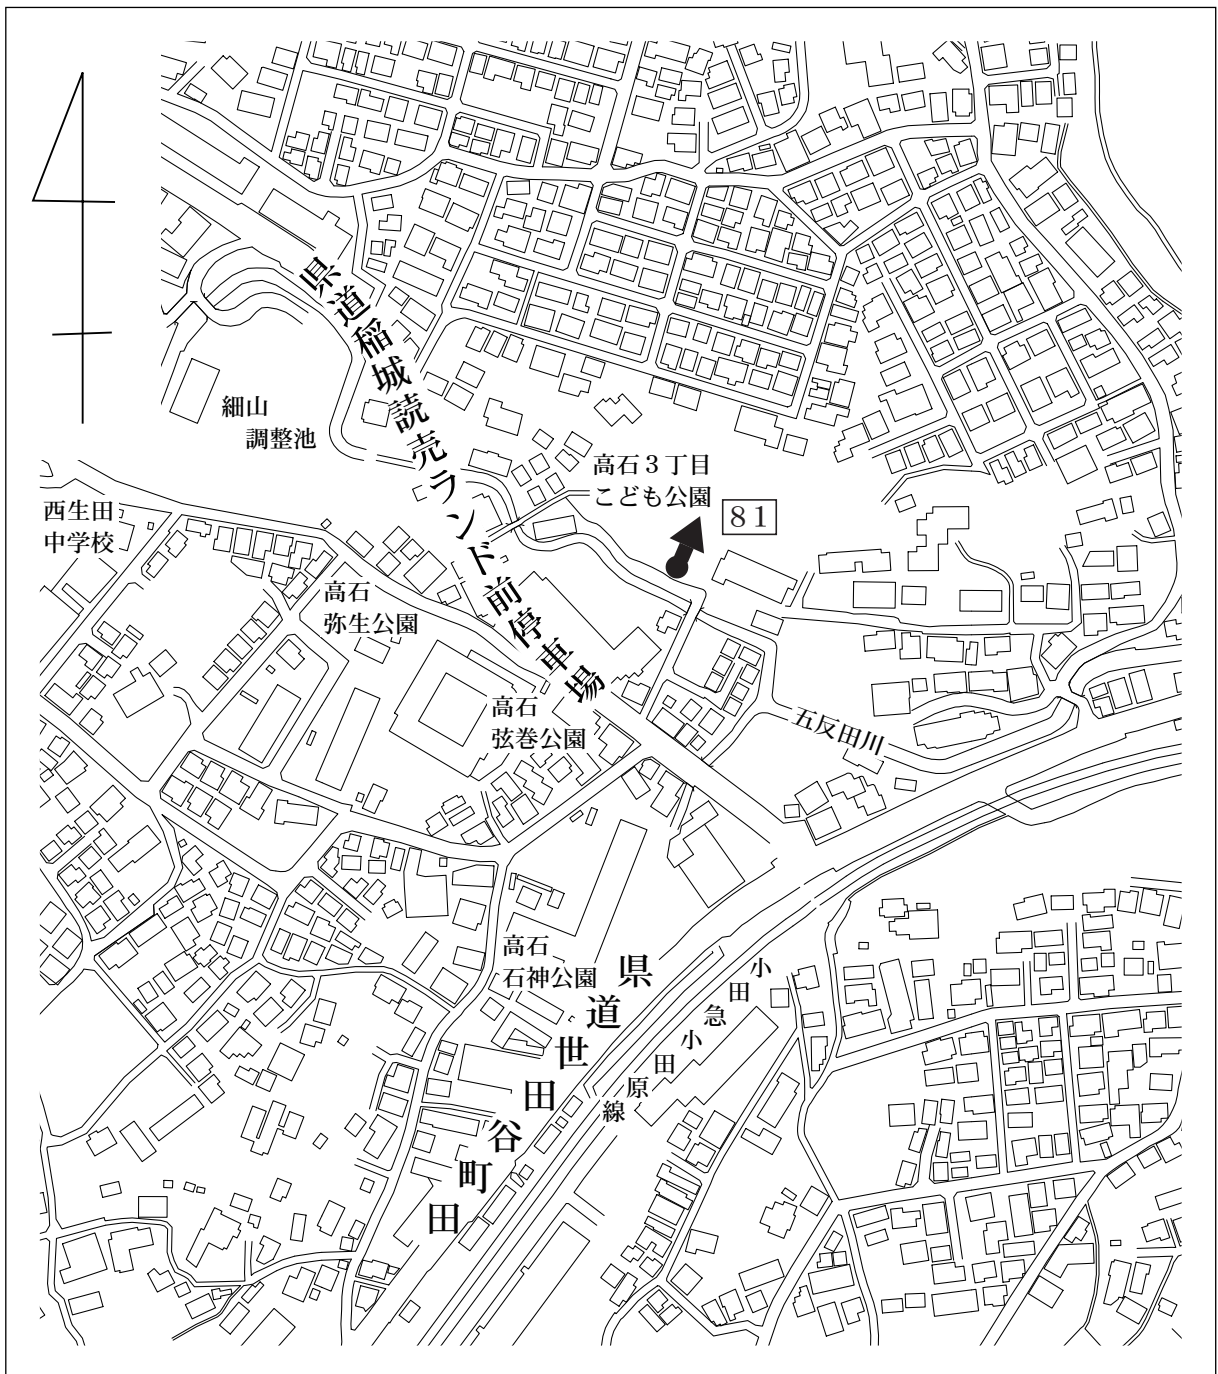 県道稲城読売ランド前停車場
細山
調整池
高石３丁目
こども公園
81
西生田
中学校
高石
弥生公園
高石
弦巻公園
五反田川
高石
石神公園
県道世田谷町田
小田急小田原線